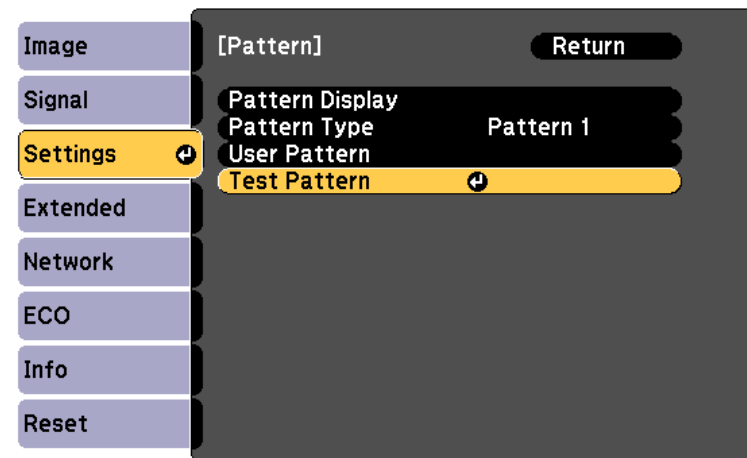 Image
Signal
Settings
Extended
Network
ECO
Info
Reset
[Pattern]
Return
Pattern Display
Pattern Type Pattern 1
User Pattern
Test Pattern